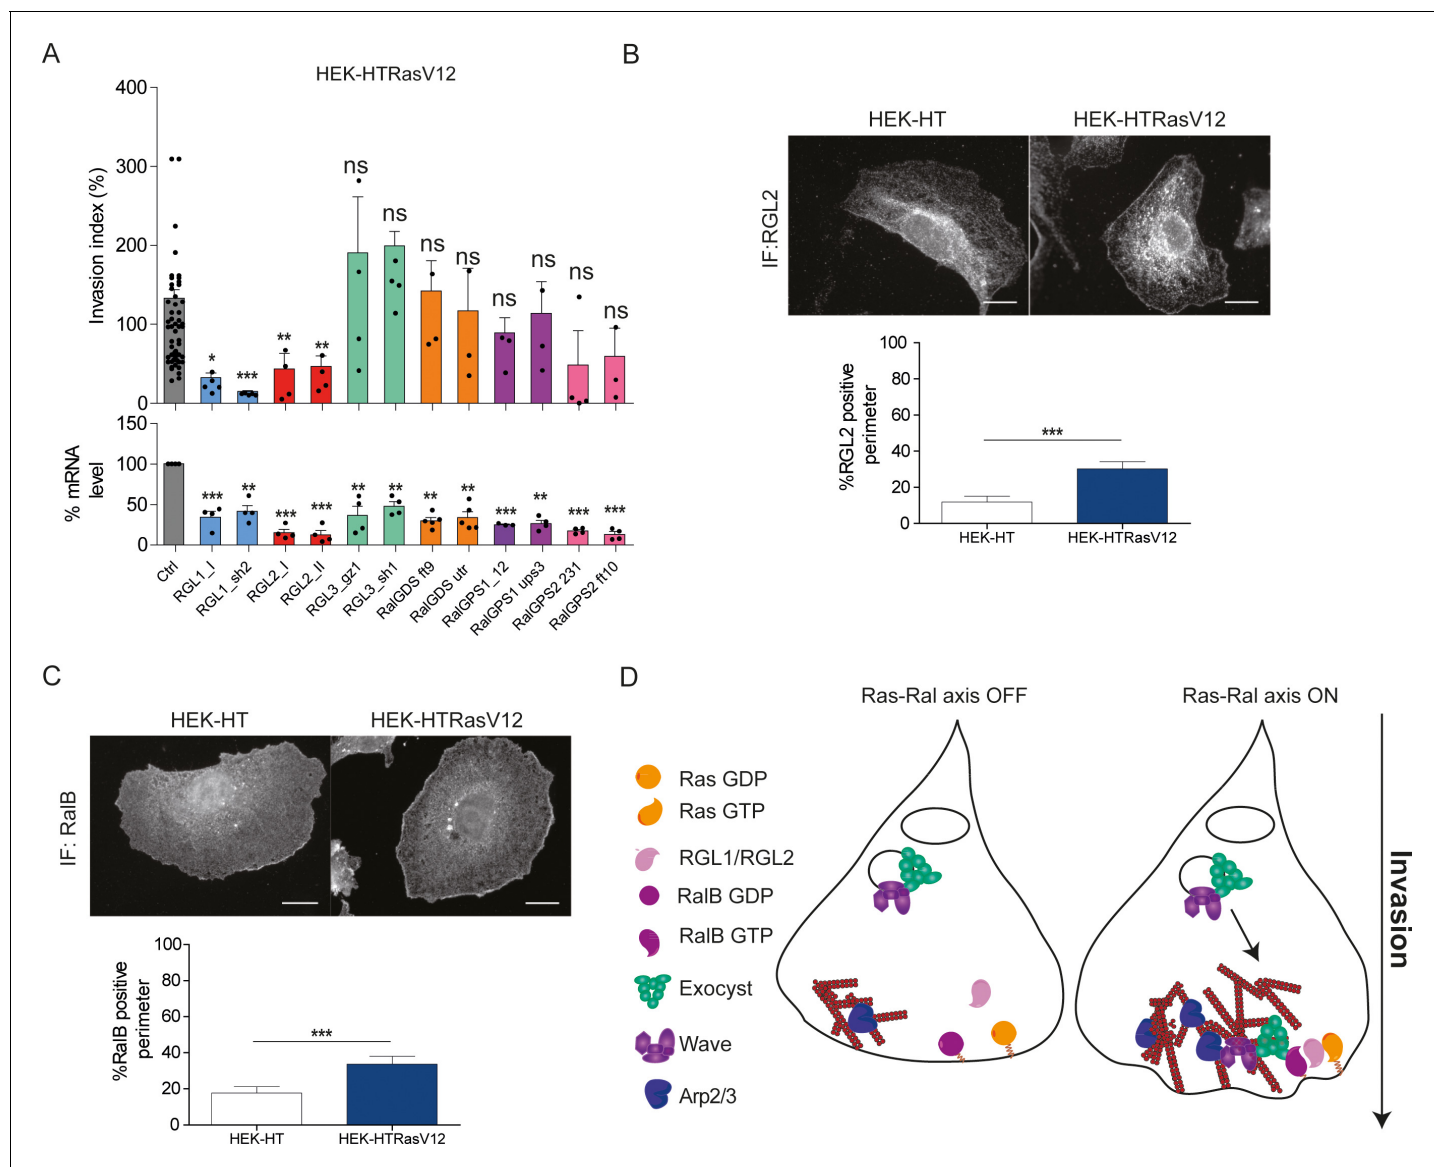 A
HEK-HTRasV12
Invasion index (%)
400
300
200
100
0
* *** ** ** ns ns ns ns ns ns ns ns
% mRNA
level
150
100
50
0
*** ** *** *** ** ** ** ** *** ** *** ***
Ctrl
RGL1_I
RGL1_sh2
RGL2_I
RGL2_II
RGL3_gz1
RGL3_sh1
RalGDS ft9
RalGDS utr
RalGPS1_12
RalGPS1 ups3
RalGPS2 231
RalGPS2 ft10
B
HEK-HT
HEK-HTRasV12
IF:RGL2
%RGL2 positive
perimeter
100
80
60
40
20
0
***
HEK-HT
HEK-HTRasV12
C
HEK-HT
HEK-HTRasV12
IF: RalB
%RalB positive
perimeter
100
80
60
40
20
0
***
HEK-HT
HEK-HTRasV12
D
Ras-Ral axis OFF
Ras-Ral axis ON
Ras GDP
Ras GTP
RGL1/RGL2
RalB GDP
RalB GTP
Exocyst
Wave
Arp2/3
Invasion